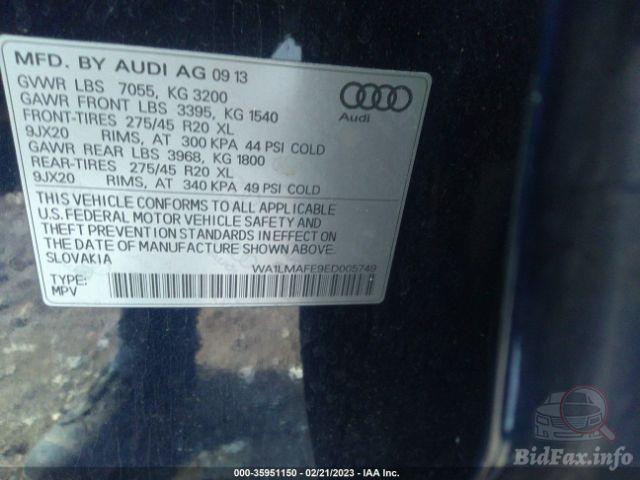 MFD. BY AUDI AG 09 13
GVWR LBS 7055, KG 3200
GAWR FRONT LBS 3395, KG 1540
FRONT-TIRES 275/45 R20 XL
9JX20 RIMS, AT 300 KPA 44 PSI COLD
GAWR REAR LBS 3968, KG 1800
REAR-TIRES 275/45 R20 XL
9JX20 RIMS, AT 340 KPA 49 PSI COLD
Audi
THIS VEHICLE CONFORMS TO ALL APPLICABLE
U.S. FEDERAL MOTOR VEHICLE SAFETY AND
THEFT PREVENTION STANDARDS IN EFFECT ON
THE DATE OF MANUFACTURE SHOWN ABOVE.
SLOVAKIA
WA1LMAFE9ED005749
TYPE:
MPV
BidFax.info
000-35951150 - 02/21/2023 - IAA Inc.